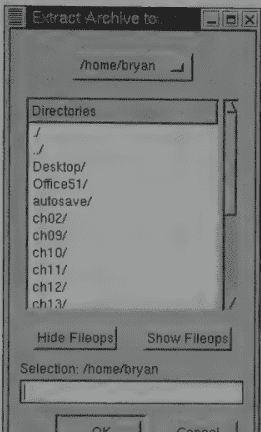 Extract Archive to...
/home/bryan
Directories
./
../
Desktop/
Office51/
autosave/
ch02/
ch09/
ch10/
ch11/
ch12/
ch13/
Hide Fileops Show Fileops
Selection: /home/bryan
OK Cancel